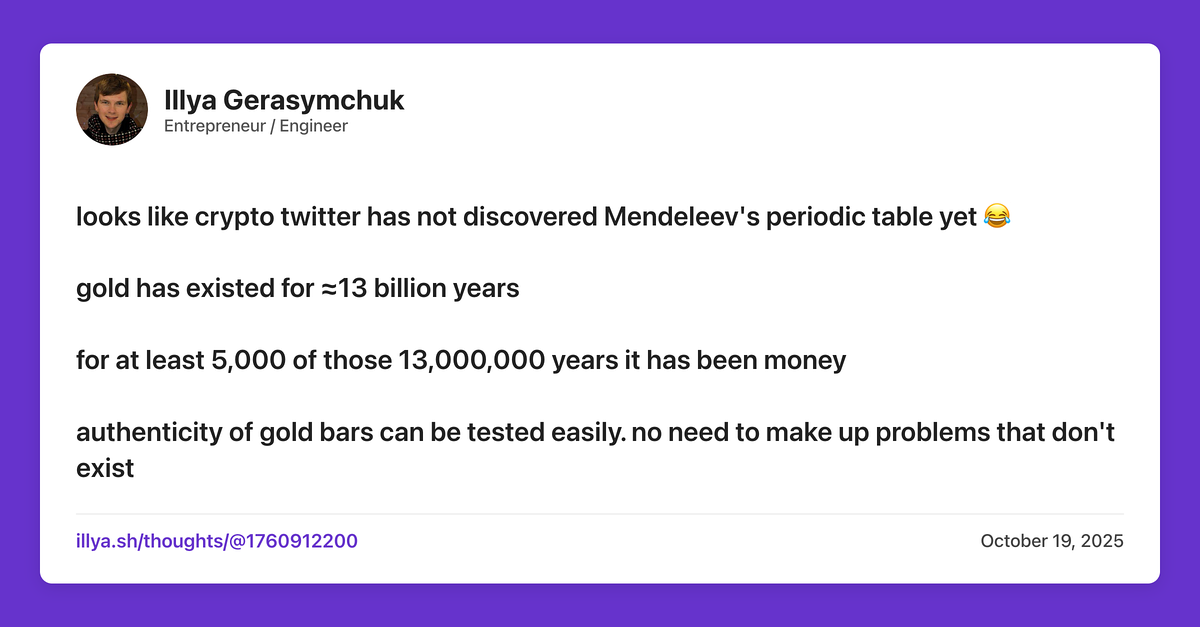 Illya Gerasymchuk
Entrepreneur / Engineer
looks like crypto twitter has not discovered Mendeleev's periodic table yet 😂
gold has existed for ≈13 billion years
for at least 5,000 of those 13,000,000 years it has been money
authenticity of gold bars can be tested easily. no need to make up problems that don't
exist
illya.sh/thoughts/@1760912200
October 19, 2025